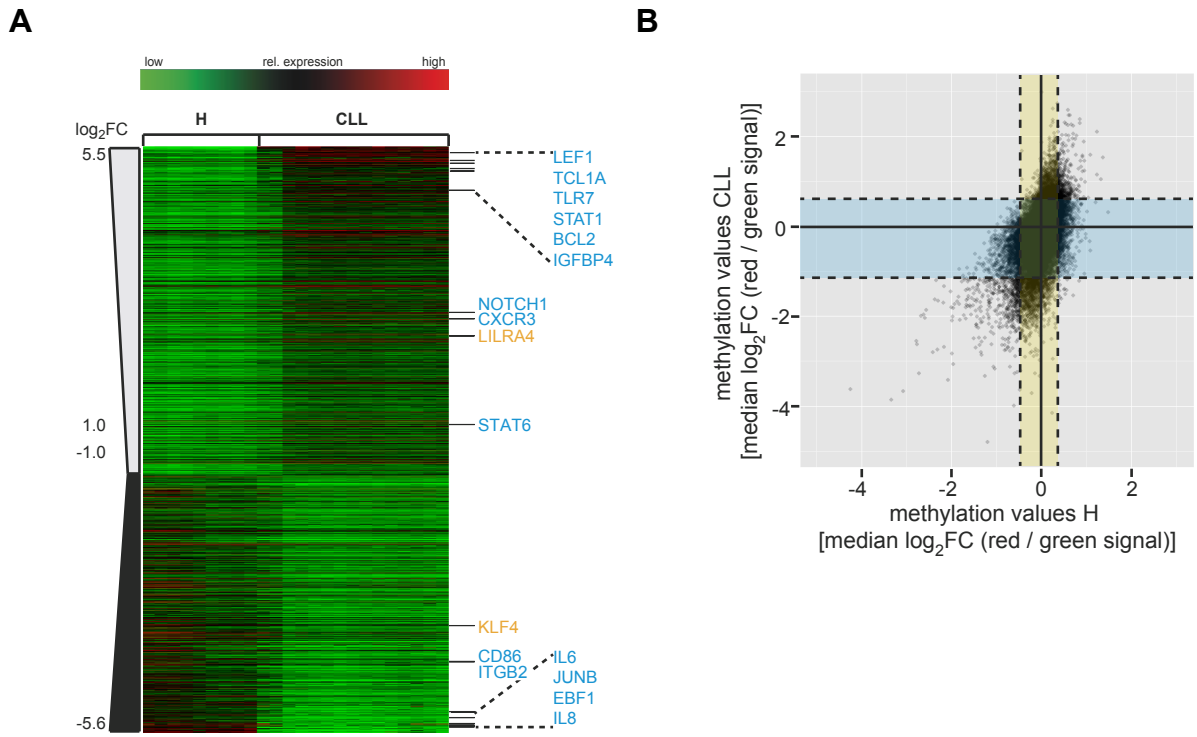 A
low rel. expression high
H CLL
log2FC
5.5
1.0
-1.0
-5.6
LEF1
TCL1A
TLR7
STAT1
BCL2
IGFBP4
NOTCH1
CXCR3
LILRA4
STAT6
KLF4
CD86
ITGB2
IL6
JUNB
EBF1
IL8
B
methylation values CLL
[median log2FC (red / green signal)]
2
0
-2
-4
-4 -2 0 2
methylation values H
[median log2FC (red / green signal)]